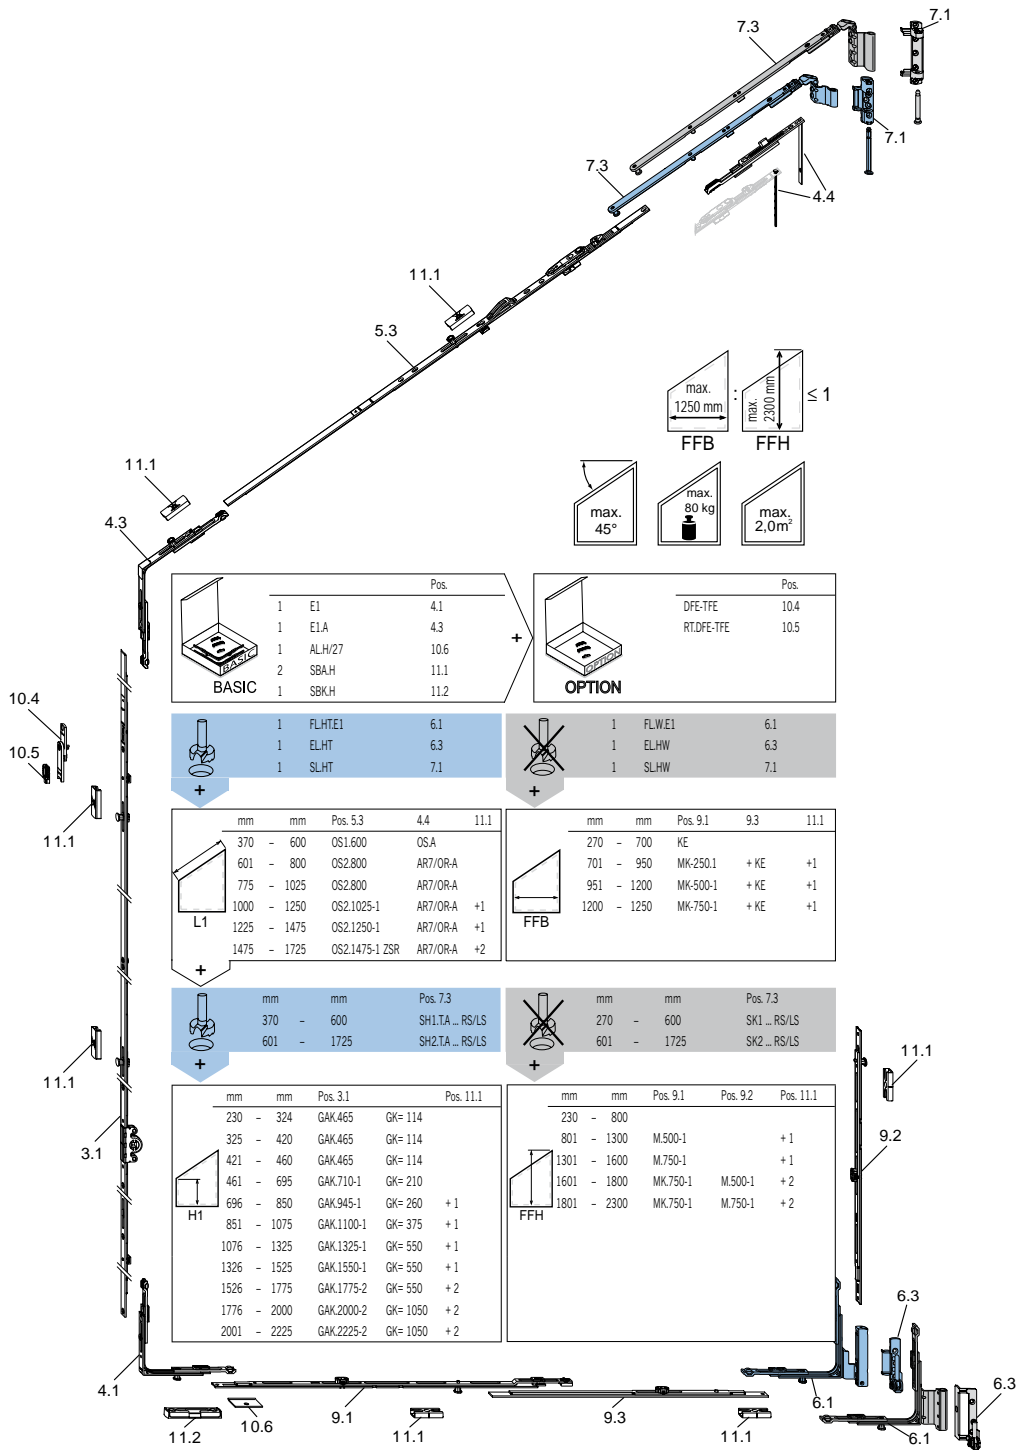 7.1
7.3
7.1
7.3
4.4
11.1
5.3
max.
1250 mm
FFB
:
max.
2300 mm
FFH
≤ 1
11.1
4.3
max.
45°
max.
80 kg
max.
2,0m²
BASIC
BASIC
Pos.
1 E1 4.1
1 E1.A 4.3
1 AL.H/27 10.6
2 SBA.H 11.1
1 SBK.H 11.2
+
OPTION
OPTION
Pos.
DFE-TFE 10.4
RT.DFE-TFE 10.5
10.4
10.5
11.1
1 FL.HT.E1 6.1
1 EL.HT 6.3
1 SL.HT 7.1
+
1 FL.W.E1 6.1
1 EL.HW 6.3
1 SL.HW 7.1
+
L1
mm mm Pos. 5.3 4.4 11.1
370 – 600 OS1.600 OS.A
601 – 800 OS2.800 AR7/OR-A
775 – 1025 OS2.800 AR7/OR-A
1000 – 1250 OS2.1025-1 AR7/OR-A +1
1225 – 1475 OS2.1250-1 AR7/OR-A +1
1475 – 1725 OS2.1475-1 ZSR AR7/OR-A +2
+
FFB
mm mm Pos. 9.1 9.3 11.1
270 – 700 KE
701 – 950 MK-250.1 + KE +1
951 – 1200 MK-500-1 + KE +1
1200 – 1250 MK-750-1 + KE +1
mm mm Pos. 7.3
370 – 600 SH1.T.A ... RS/LS
601 – 1725 SH2.T.A ... RS/LS
+
mm mm Pos. 7.3
270 – 600 SK1 ... RS/LS
601 – 1725 SK2 ... RS/LS
+
11.1
3.1
H1
mm mm Pos. 3.1 Pos. 11.1
230 – 324 GAK.465 GK= 114
325 – 420 GAK.465 GK= 114
421 – 460 GAK.465 GK= 114
461 – 695 GAK.710-1 GK= 210
696 – 850 GAK.945-1 GK= 260 + 1
851 – 1075 GAK.1100-1 GK= 375 + 1
1076 – 1325 GAK.1325-1 GK= 550 + 1
1326 – 1525 GAK.1550-1 GK= 550 + 1
1526 – 1775 GAK.1775-2 GK= 550 + 2
1776 – 2000 GAK.2000-2 GK= 1050 + 2
2001 – 2225 GAK.2225-2 GK= 1050 + 2
FFH
mm mm Pos. 9.1 Pos. 9.2 Pos. 11.1
230 – 800
801 – 1300 M.500-1 + 1
1301 – 1600 M.750-1 + 1
1601 – 1800 MK.750-1 M.500-1 + 2
1801 – 2300 MK.750-1 M.750-1 + 2
11.1
9.2
6.3
4.1
11.2
10.6
9.1
11.1
9.3
11.1
6.1
6.1
6.3